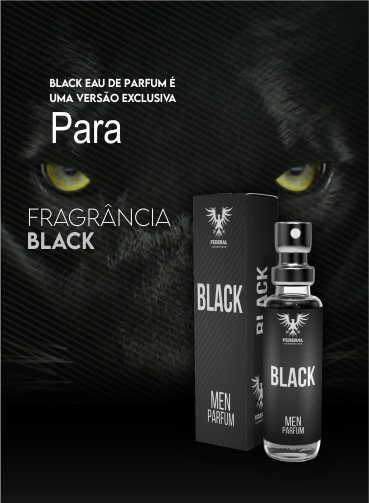 BLACK EAU DE PARFUM É
UMA VERSÃO EXCLUSIVA
Para
FRAGRÂNCIA
BLACK
FEDERAL
BLACK
MEN
PARFUM
BLACK
FEDERAL
BLACK
MEN
PARFUM